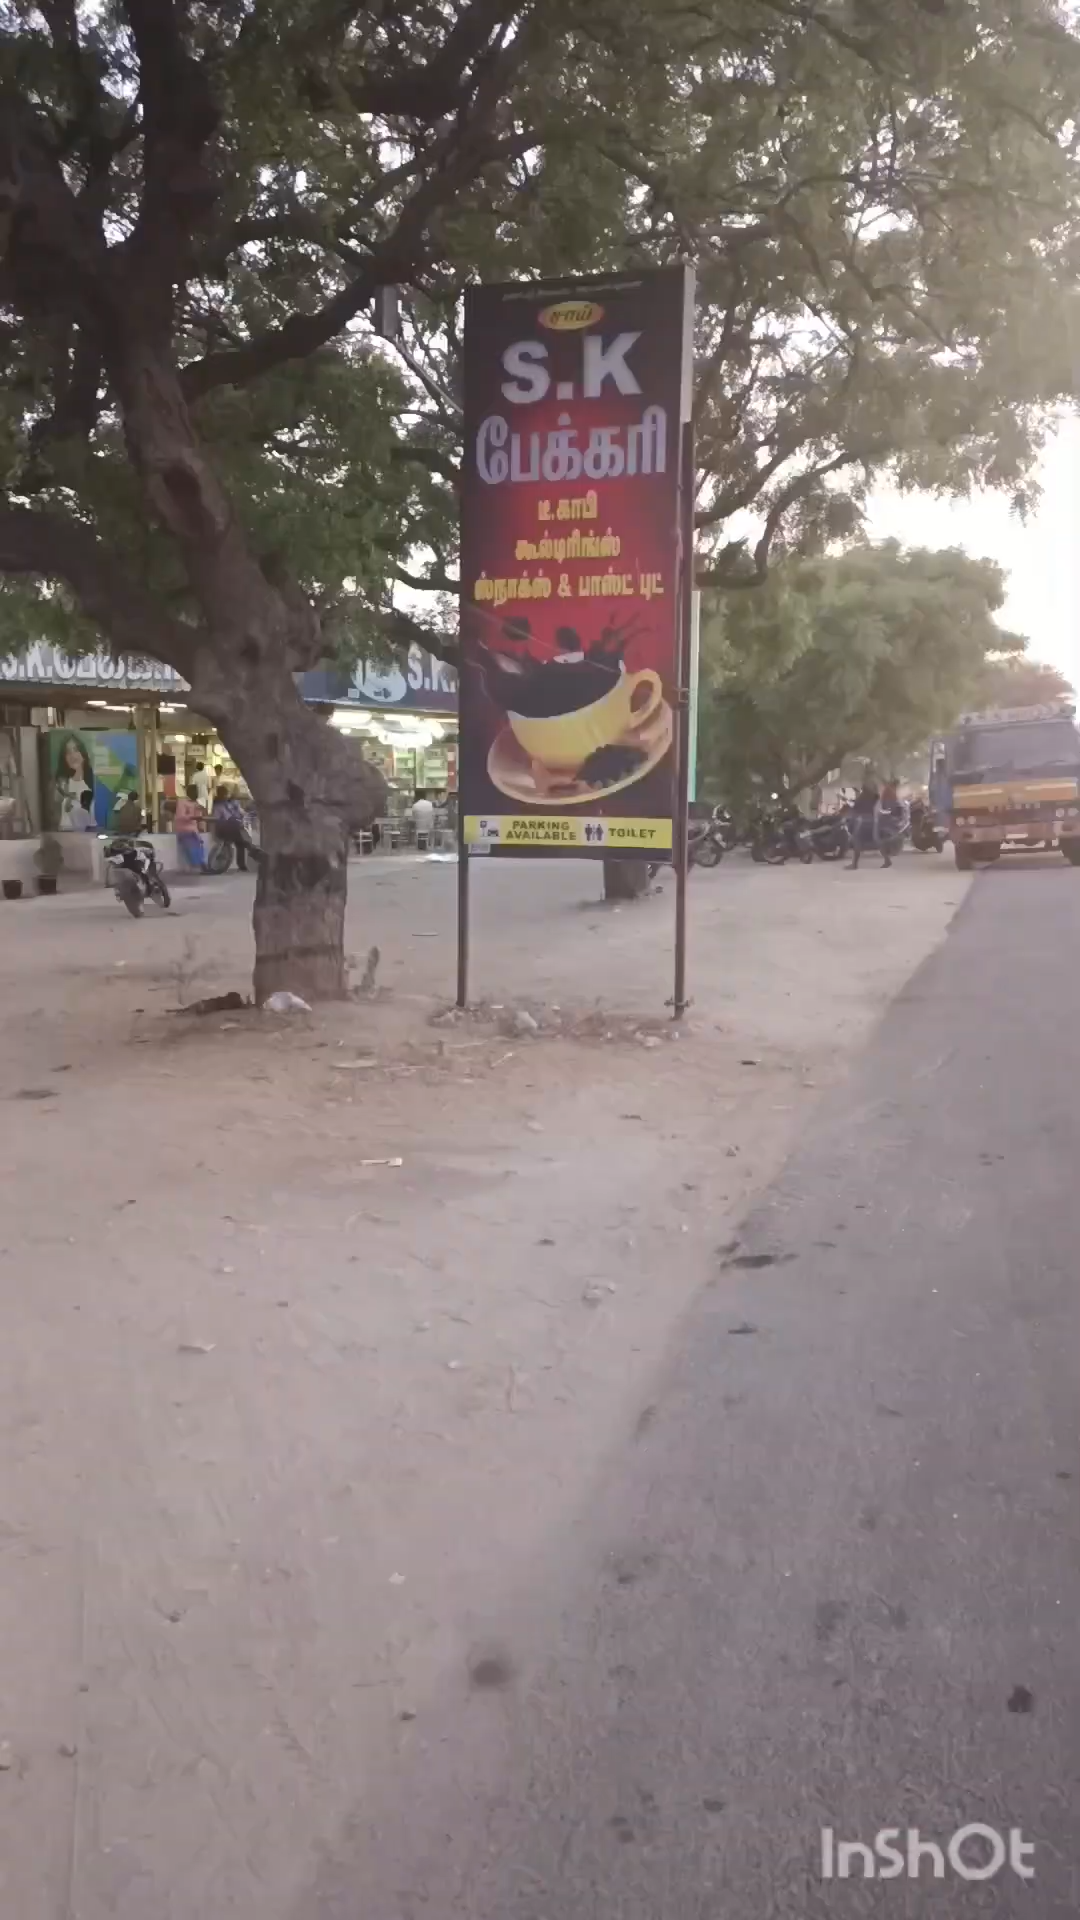 S.K
பேக்கரி
டீ.காபி
கூல்டிரிங்ஸ்
ஸ்நாக்ஸ் & பாஸ்ட் புட்
PARKING
AVAILABLE
TOILET
S.K.
S.K.
InShOt